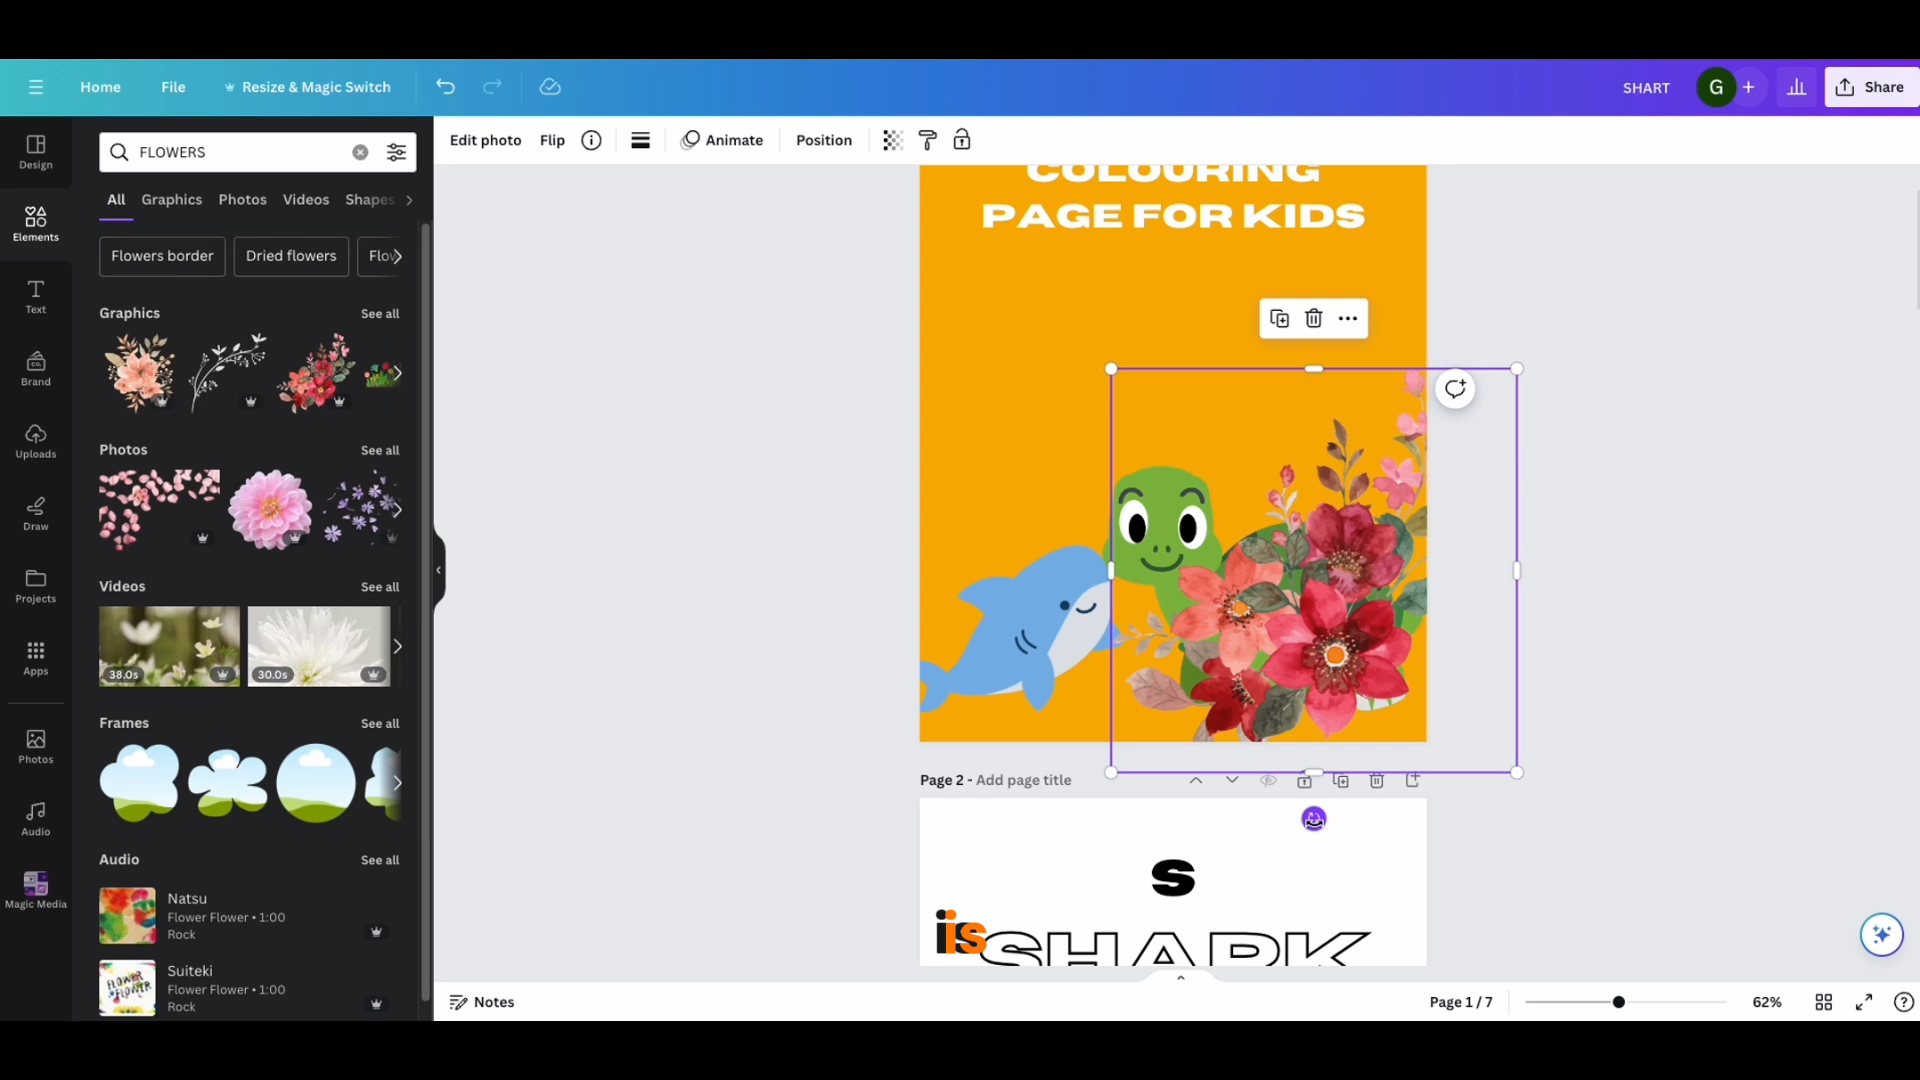 Home
File
Resize & Magic Switch
SHART
G
Share
Design
Elements
Text
Brand
Uploads
Draw
Projects
Apps
Photos
Audio
Magic Media
FLOWERS
All
Graphics
Photos
Videos
Shapes
Flowers border
Dried flowers
Flow
Graphics
See all
Photos
See all
Videos
See all
38.0s
30.0s
Frames
See all
Audio
See all
Natsu
Flower Flower • 1:00
Rock
FLOWER
FLOWER
Suiteki
Flower Flower • 1:00
Rock
Edit photo
Flip
Animate
Position
COLOURING
PAGE FOR KIDS
Page 2 - Add page title
S
is
SHARK
Notes
Page 1 / 7
62%